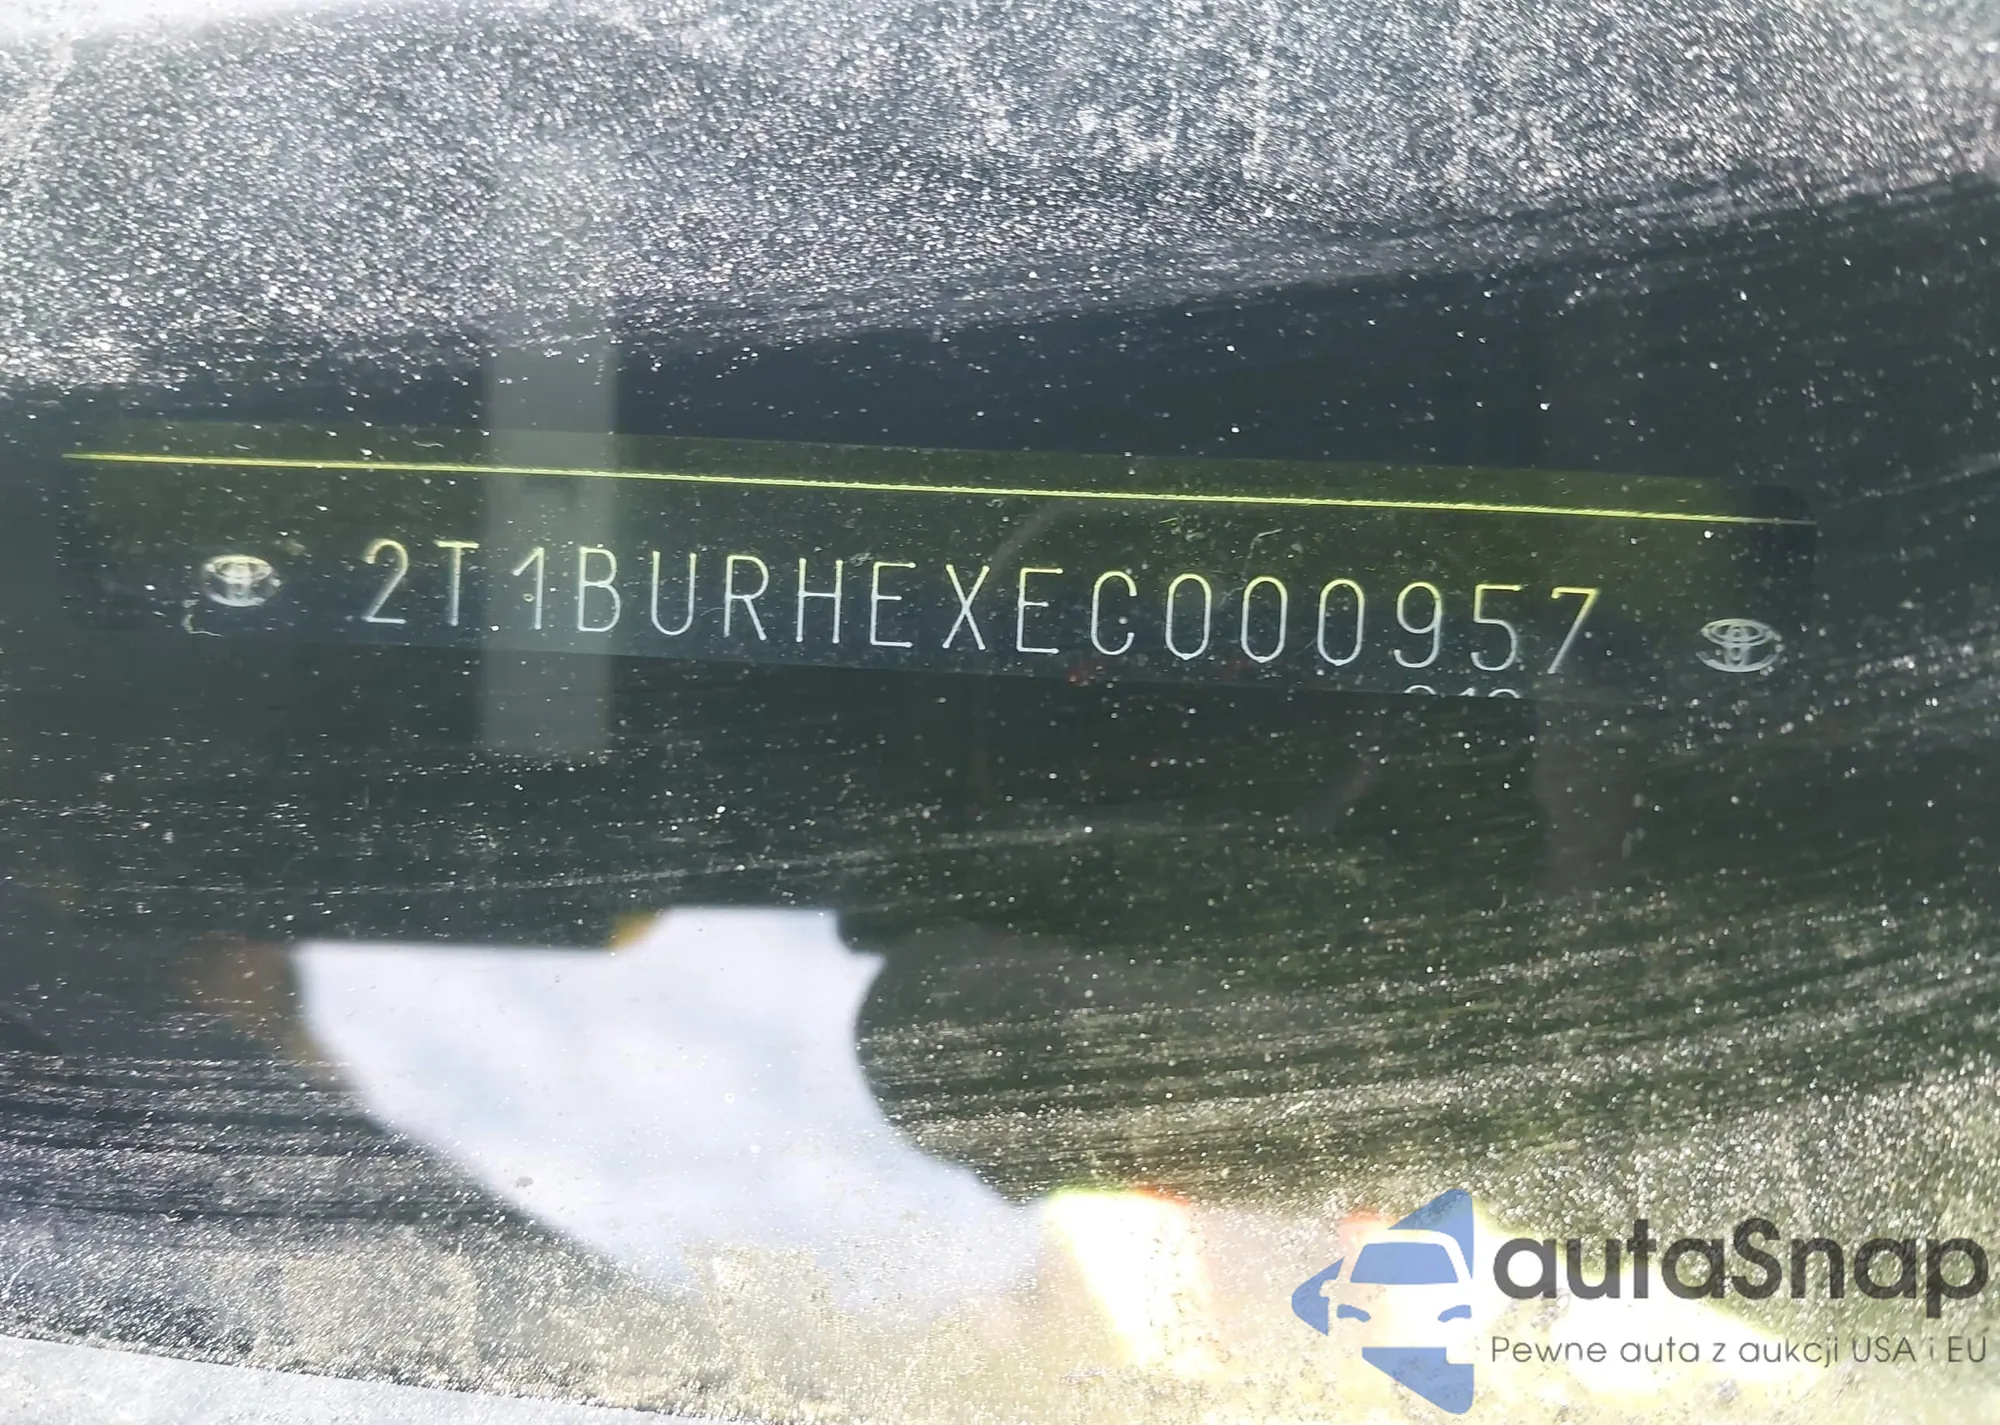 2T1BURHEXEC000957
autaSnap
Pewne auta z aukcji USA i EU